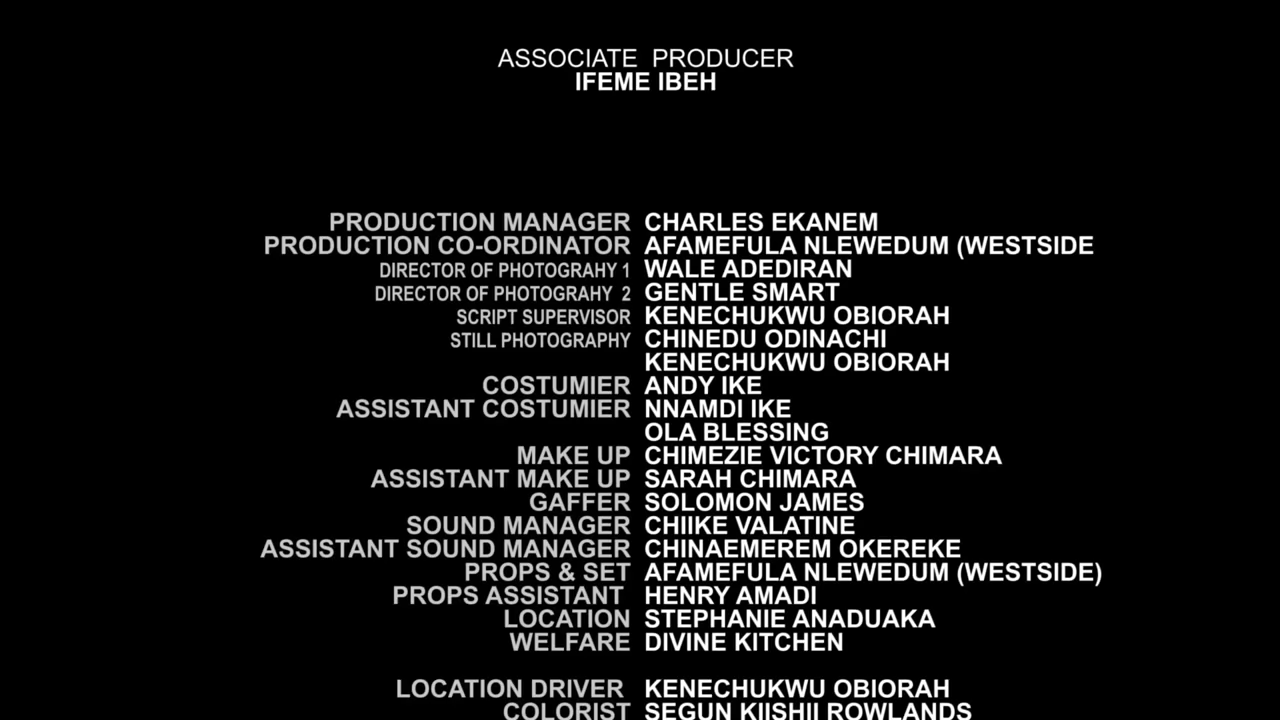 ASSOCIATE PRODUCER
IFEME IBEH
PRODUCTION MANAGER CHARLES EKANEM
PRODUCTION CO-ORDINATOR AFAMEFULA NLEWEDUM (WESTSIDE
DIRECTOR OF PHOTOGRAHY 1 WALE ADEDIRAN
DIRECTOR OF PHOTOGRAHY 2 GENTLE SMART
SCRIPT SUPERVISOR KENECHUKWU OBIORAH
STILL PHOTOGRAPHY CHINEDU ODINACHI
KENECHUKWU OBIORAH
COSTUMIER ANDY IKE
ASSISTANT COSTUMIER NNAMDI IKE
OLA BLESSING
MAKE UP CHIMEZIE VICTORY CHIMARA
ASSISTANT MAKE UP SARAH CHIMARA
GAFFER SOLOMON JAMES
SOUND MANAGER CHIIKE VALATINE
ASSISTANT SOUND MANAGER CHINAEMEREM OKEREKE
PROPS & SET AFAMEFULA NLEWEDUM (WESTSIDE)
PROPS ASSISTANT HENRY AMADI
LOCATION STEPHANIE ANADUAKA
WELFARE DIVINE KITCHEN
LOCATION DRIVER KENECHUKWU OBIORAH
COLORIST SEGUN KIISHII ROWLANDS